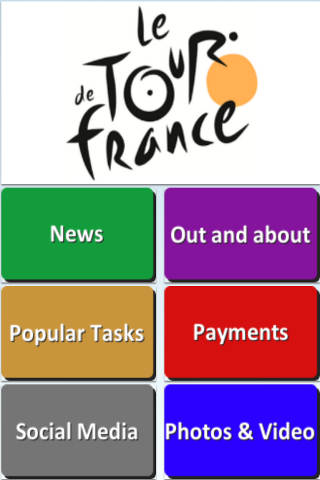 Le
de TOUR
france
News
Out and about
Popular Tasks
Payments
Social Media
Photos & Video